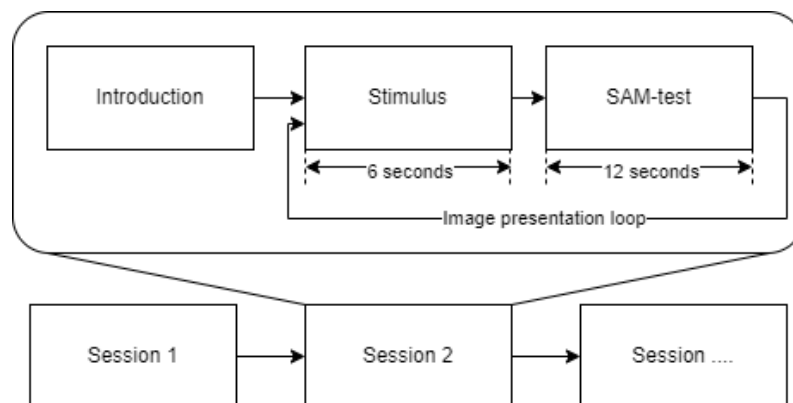 Introduction
Stimulus
SAM-test
6 seconds
12 seconds
Image presentation loop
Session 1
Session 2
Session ....